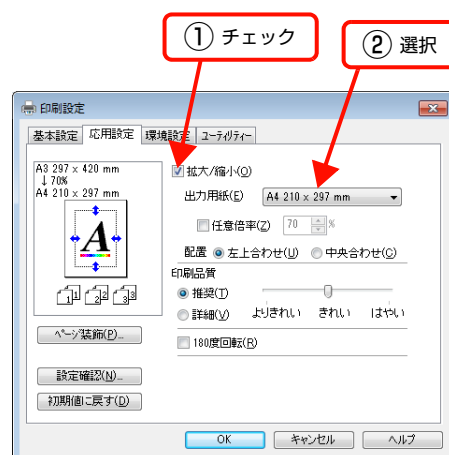 ① チェック
② 選択
印刷設定
基本設定 応用設定 環境設定 ユーティリティー
A3 297 x 420 mm
↓ 70%
A4 210 x 297 mm
A
1 1 2 2 3 3
ページ装飾(P)...
設定確認(N)...
初期値に戻す(D)
拡大/縮小(O)
出力用紙(E) A4 210 x 297 mm
任意倍率(Z) 70 %
配置 左上合わせ(U) 中央合わせ(C)
印刷品質
推奨(T)
詳細(V) よりきれい きれい はやい
180度回転(R)
OK キャンセル ヘルプ